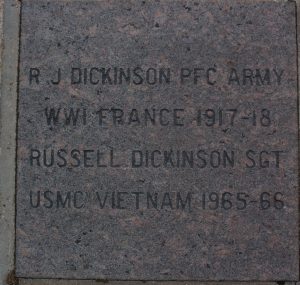 R J DICKINSON PFC ARMY
WWI FRANCE 1917-18
RUSSELL DICKINSON SGT
USMC VIETNAM 1965-66